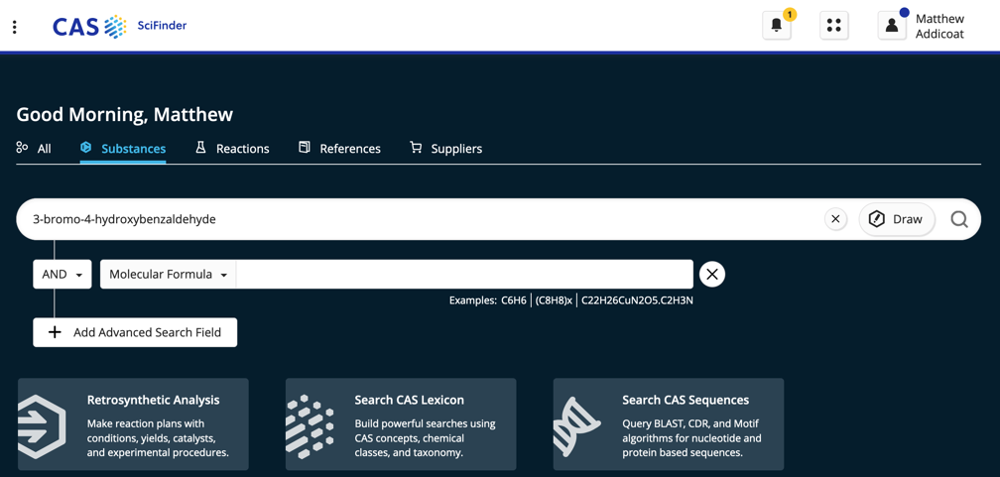 CAS SciFinder
1
Matthew
Addicoat
Good Morning, Matthew
All Substances Reactions References Suppliers
3-bromo-4-hydroxybenzaldehyde
Draw
AND Molecular Formula
Examples: C6H6 | (C8H8)x | C22H26CuN2O5.C2H3N
Add Advanced Search Field
Retrosynthetic Analysis
Make reaction plans with
conditions, yields, catalysts,
and experimental procedures.
Search CAS Lexicon
Build powerful searches using
CAS concepts, chemical
classes, and taxonomy.
Search CAS Sequences
Query BLAST, CDR, and Motif
algorithms for nucleotide and
protein based sequences.